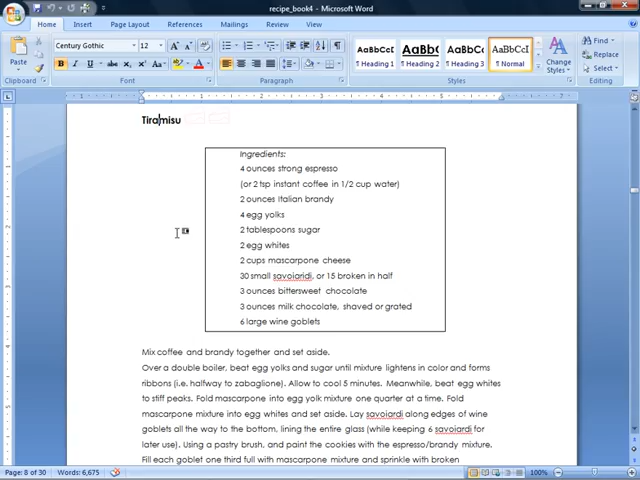 recipe_book4 - Microsoft Word
Home Insert Page Layout References Mailings Review View
Paste
Century Gothic 12
AaBbCc AaBb( AaBbCc AaBbCcI
¶ Heading 1 ¶ Heading 2 ¶ Heading 3 ¶ Normal
Change Styles
Find
Replace
Select
Clipboard Font Paragraph Styles Editing
Tiramisu
Ingredients:
4 ounces strong espresso
(or 2 tsp instant coffee in 1/2 cup water)
2 ounces Italian brandy
4 egg yolks
2 tablespoons sugar
2 egg whites
2 cups mascarpone cheese
30 small savoiaridi, or 15 broken in half
3 ounces bittersweet chocolate
3 ounces milk chocolate, shaved or grated
6 large wine goblets
Mix coffee and brandy together and set aside.
Over a double boiler, beat egg yolks and sugar until mixture lightens in color and forms
ribbons (i.e. halfway to zabaglione). Allow to cool 5 minutes. Meanwhile, beat egg whites
to stiff peaks. Fold mascarpone into egg yolk mixture one quarter at a time. Fold
mascarpone mixture into egg whites and set aside. Lay savoiardi along edges of wine
goblets all the way to the bottom, lining the entire glass (while keeping 6 savoiardi for
later use). Using a pastry brush, and paint the cookies with the espresso/brandy mixture.
Fill each goblet one third full with mascarpone mixture and sprinkle with broken
Page: 8 of 30 Words: 6,675 100%